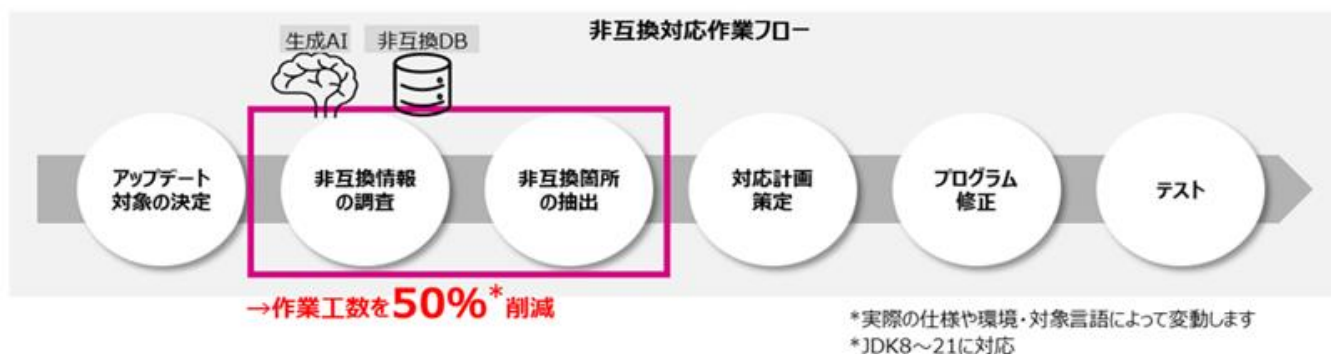 非互換対応作業フロー
生成AI
非互換DB
アップデート
対象の決定
非互換情報
の調査
非互換箇所
の抽出
対応計画
策定
プログラム
修正
テスト
→作業工数を50%*削減
*実際の仕様や環境・対象言語によって変動します
*JDK8～21に対応